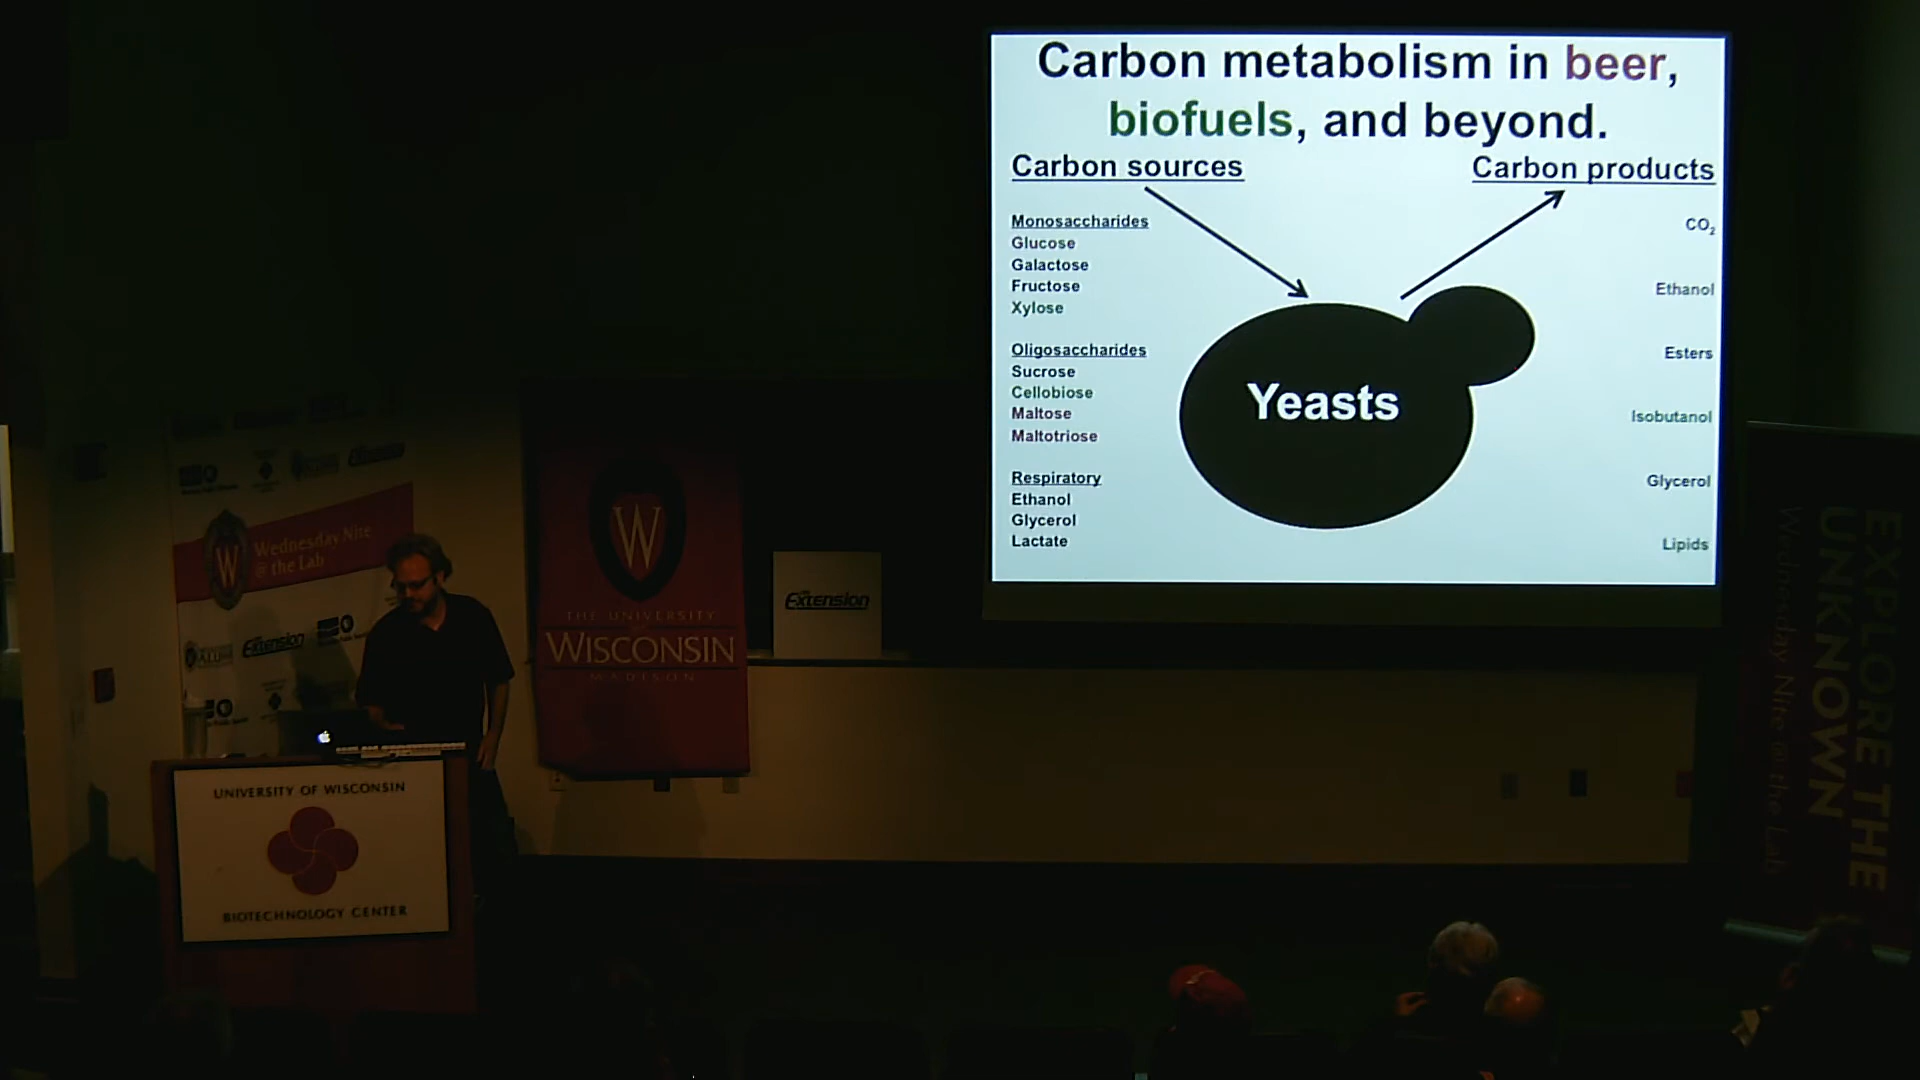 Carbon metabolism in beer,
biofuels, and beyond.
Carbon sources
Carbon products
Monosaccharides
Glucose
Galactose
Fructose
Xylose
Oligosaccharides
Sucrose
Cellobiose
Maltose
Maltotriose
Respiratory
Ethanol
Glycerol
Lactate
Yeasts
CO₂
Ethanol
Esters
Isobutanol
Glycerol
Lipids
W
Wednesday Nite
@ the Lab
Extension
W
THE UNIVERSITY
WISCONSIN
MADISON
Extension
UNIVERSITY OF WISCONSIN
BIOTECHNOLOGY CENTER
EXPLORE THE
UNKNOWN
Wednesday Nite @ the Lab